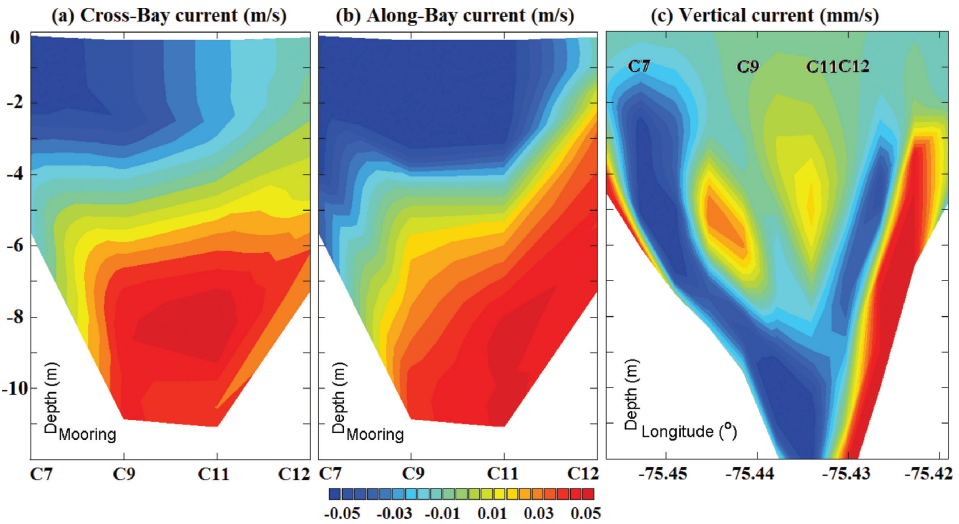 (a) Cross-Bay current (m/s)
(b) Along-Bay current (m/s)
(c) Vertical current (mm/s)
0
-2
-4
-6
-8
-10
Depth (m)
Mooring
Depth (m)
Mooring
Depth (m)
Longitude (°)
C7
C9
C11
C12
C7 C9 C11 C12
C7 C9 C11 C12
-75.45 -75.44 -75.43 -75.42
-0.05 -0.03 -0.01 0.01 0.03 0.05